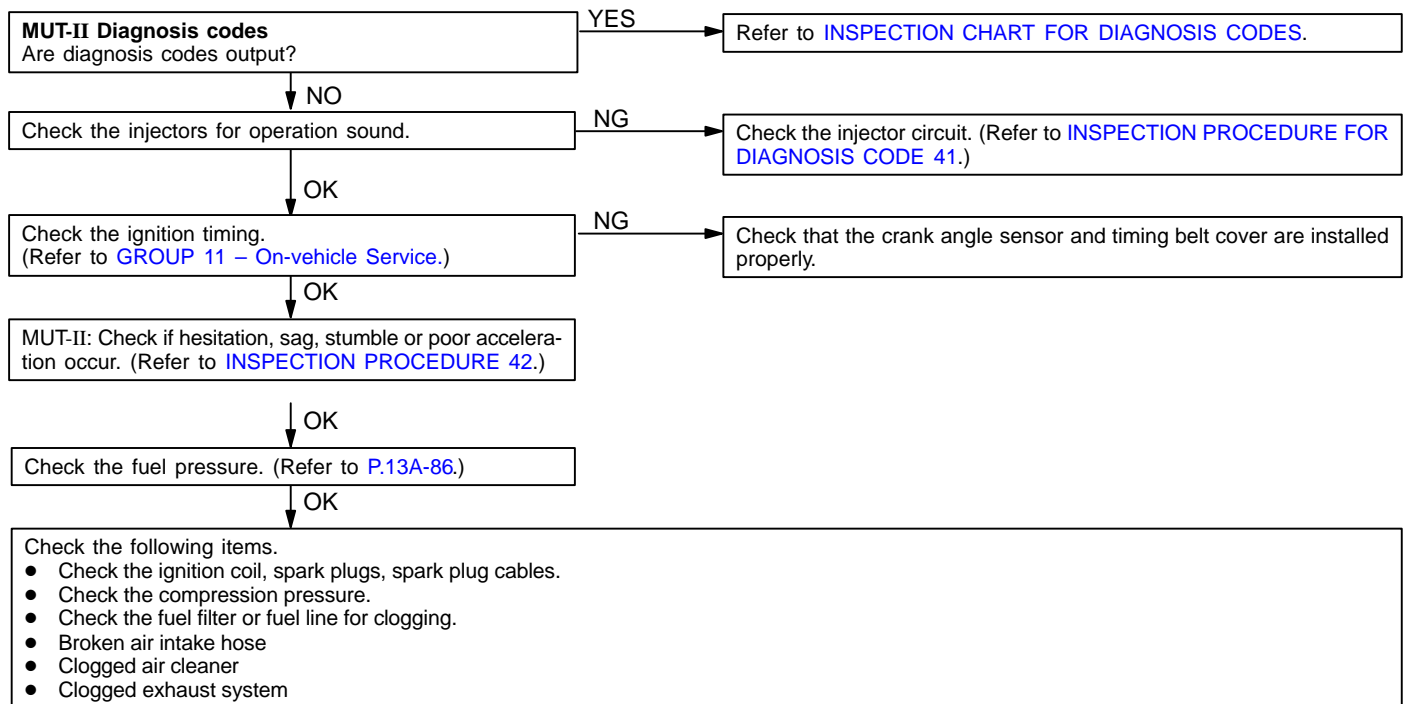 MUT-II Diagnosis codes
Are diagnosis codes output?
YES
Refer to INSPECTION CHART FOR DIAGNOSIS CODES.
NO
Check the injectors for operation sound.
NG
Check the injector circuit. (Refer to INSPECTION PROCEDURE FOR
DIAGNOSIS CODE 41.)
OK
Check the ignition timing.
(Refer to GROUP 11 – On-vehicle Service.)
NG
Check that the crank angle sensor and timing belt cover are installed
properly.
OK
MUT-II: Check if hesitation, sag, stumble or poor accelera-
tion occur. (Refer to INSPECTION PROCEDURE 42.)
OK
Check the fuel pressure. (Refer to P.13A-86.)
OK
Check the following items.
● Check the ignition coil, spark plugs, spark plug cables.
● Check the compression pressure.
● Check the fuel filter or fuel line for clogging.
● Broken air intake hose
● Clogged air cleaner
● Clogged exhaust system